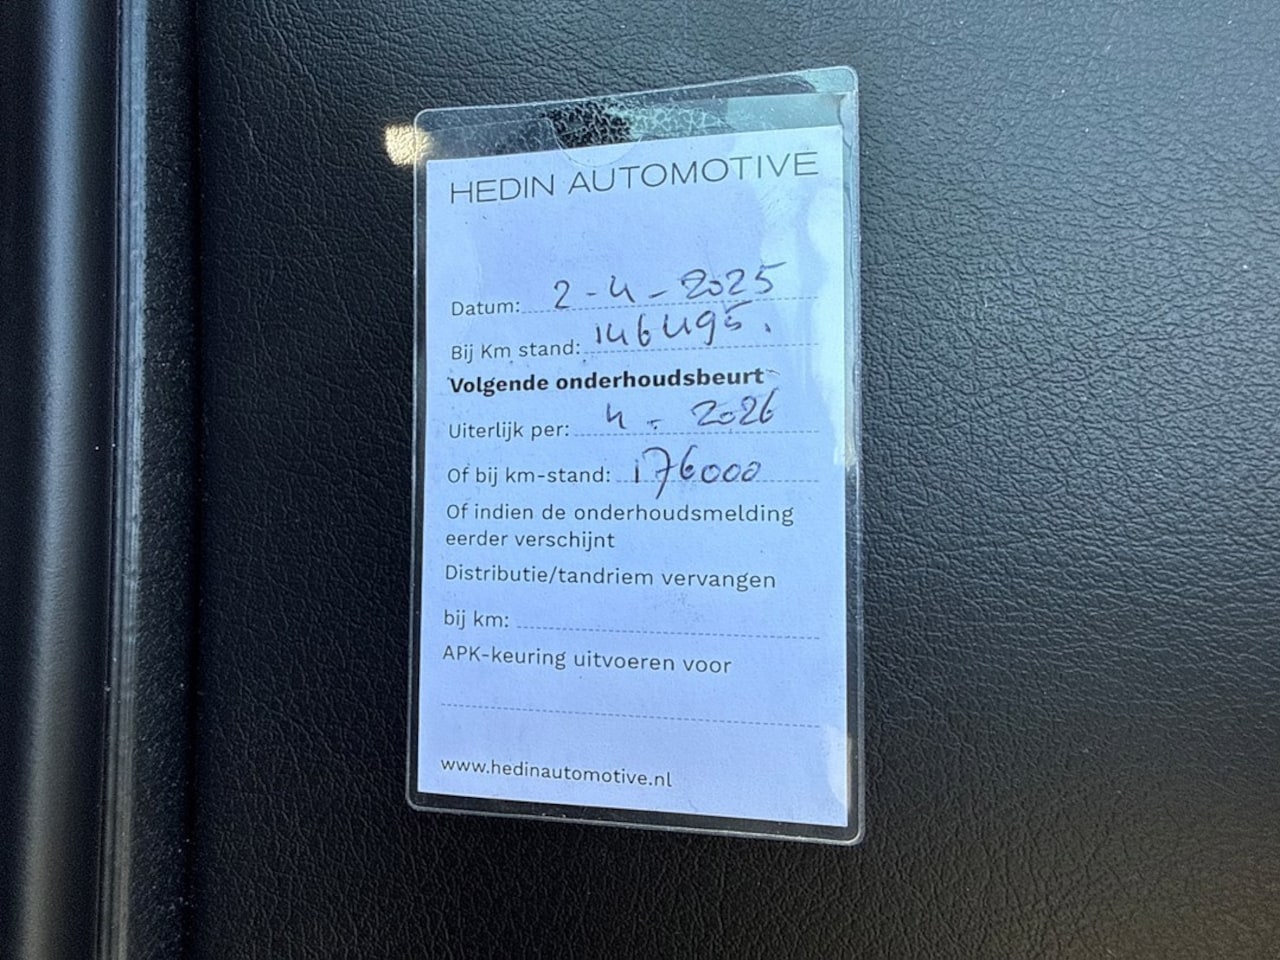 HEDIN AUTOMOTIVE
Datum: 2-4-2025
Bij Km stand: 146495.
Volgende onderhoudsbeurt
Uiterlijk per: 4-2026
Of bij km-stand: 176000
Of indien de onderhoudsmelding
eerder verschijnt
Distributie/tandriem vervangen
bij km:
APK-keuring uitvoeren voor
www.hedinautomotive.nl